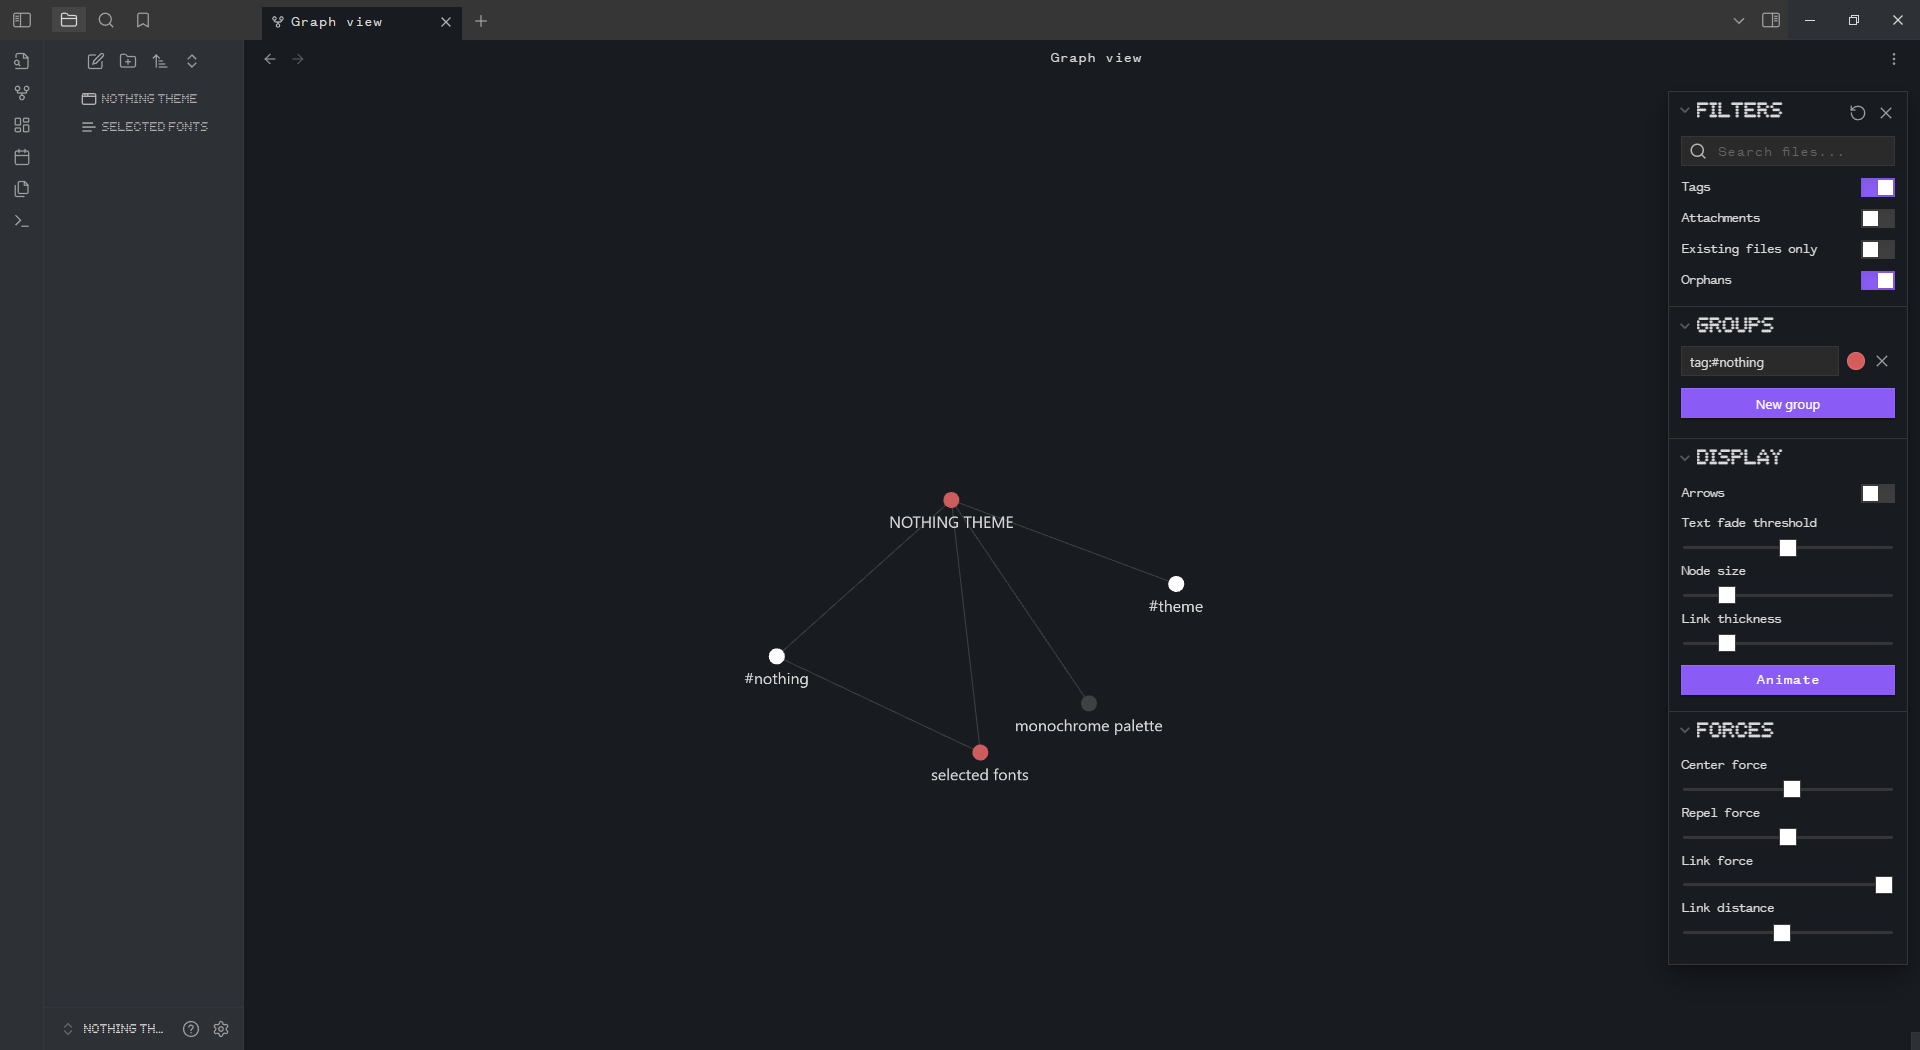 Graph view
Graph view
NOTHING THEME
SELECTED FONTS
NOTHING THEME
#theme
#nothing
monochrome palette
selected fonts
FILTERS
Search files...
Tags
Attachments
Existing files only
Orphans
GROUPS
tag:#nothing
New group
DISPLAY
Arrows
Text fade threshold
Node size
Link thickness
Animate
FORCES
Center force
Repel force
Link force
Link distance
NOTHING TH...